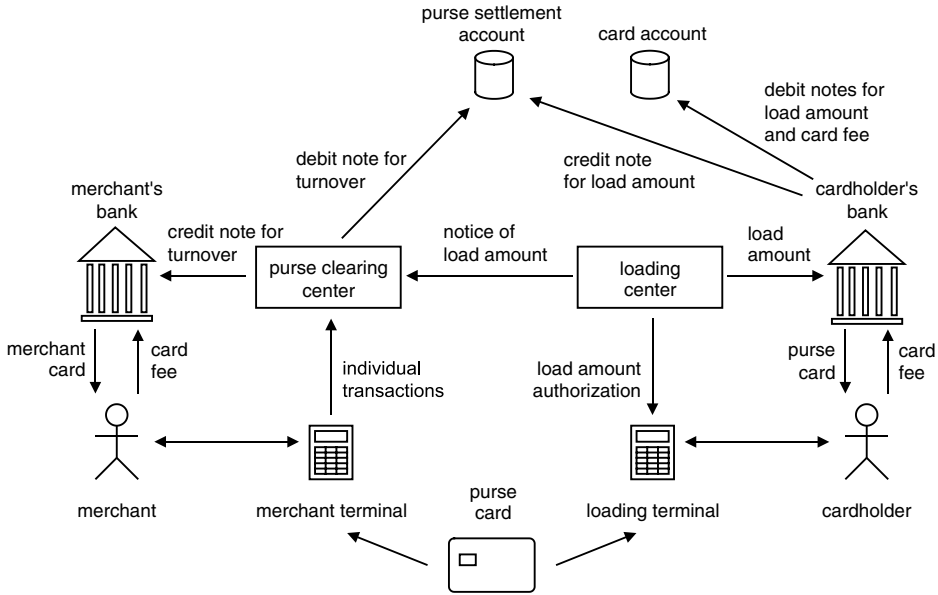 purse settlement
account
card account
debit notes for
load amount
and card fee
debit note for
turnover
credit note
for load amount
merchant's
bank
cardholder's
bank
credit note for
turnover
notice of
load amount
load
amount
purse clearing
center
loading
center
merchant
card
card
fee
individual
transactions
load amount
authorization
purse
card
card
fee
merchant
merchant terminal
purse
card
loading terminal
cardholder